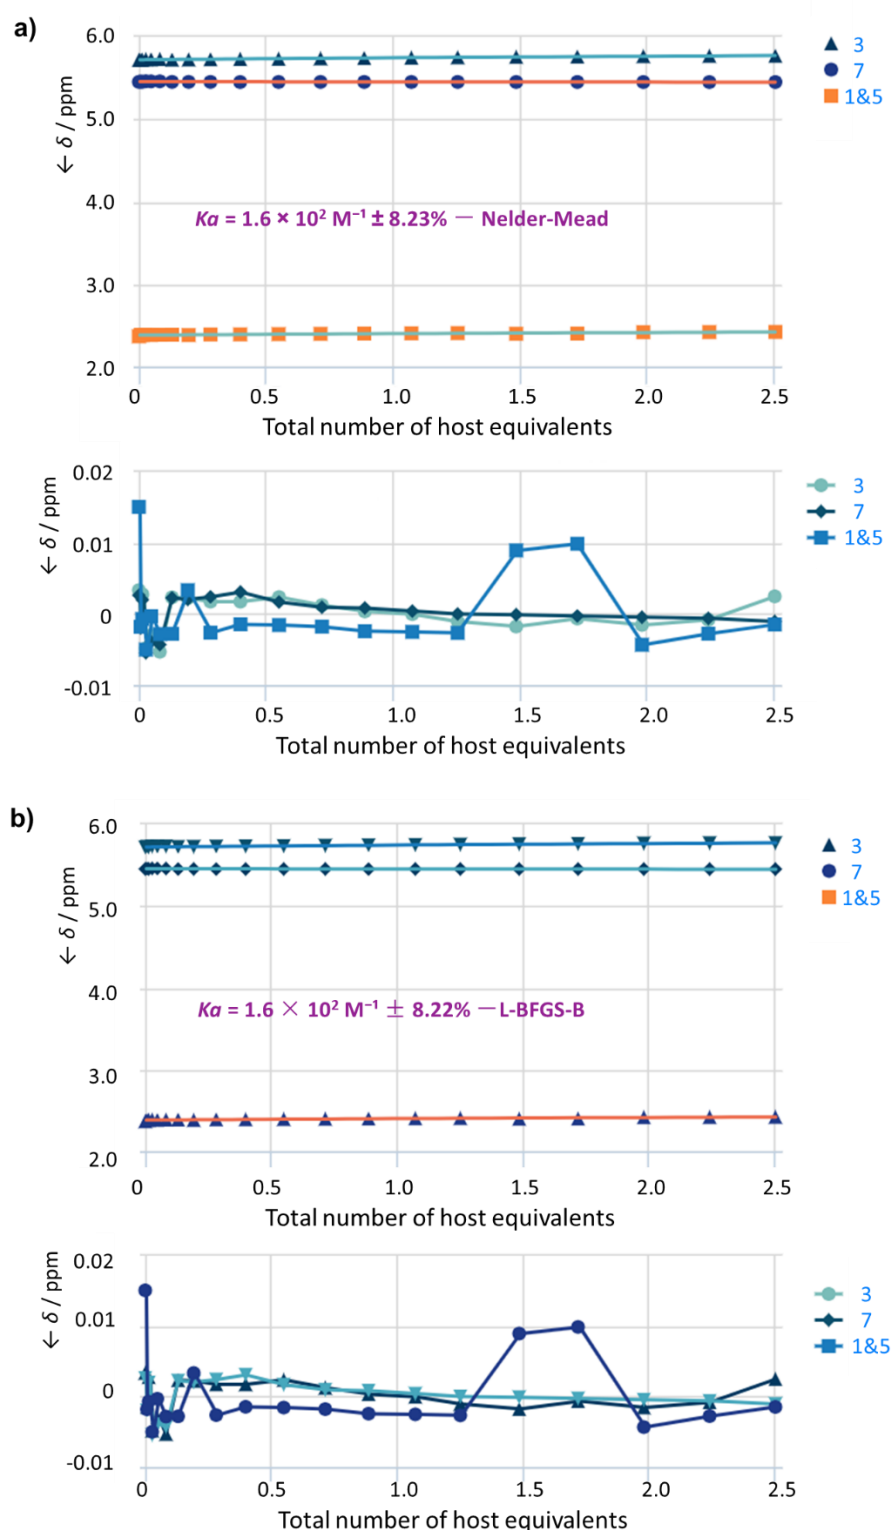 a)
← δ / ppm
6.0
5.0
4.0
3.0
2.0
3
7
1&5
Ka = 1.6 × 10² M⁻¹ ± 8.23% — Nelder-Mead
0 0.5 1.0 1.5 2.0 2.5
Total number of host equivalents
← δ / ppm
0.02
0.01
0
-0.01
3
7
1&5
0 0.5 1.0 1.5 2.0 2.5
Total number of host equivalents
b)
← δ / ppm
6.0
5.0
4.0
3.0
2.0
3
7
1&5
Ka = 1.6 × 10² M⁻¹ ± 8.22% — L-BFGS-B
0 0.5 1.0 1.5 2.0 2.5
Total number of host equivalents
← δ / ppm
0.02
0.01
0
-0.01
3
7
1&5
0 0.5 1.0 1.5 2.0 2.5
Total number of host equivalents